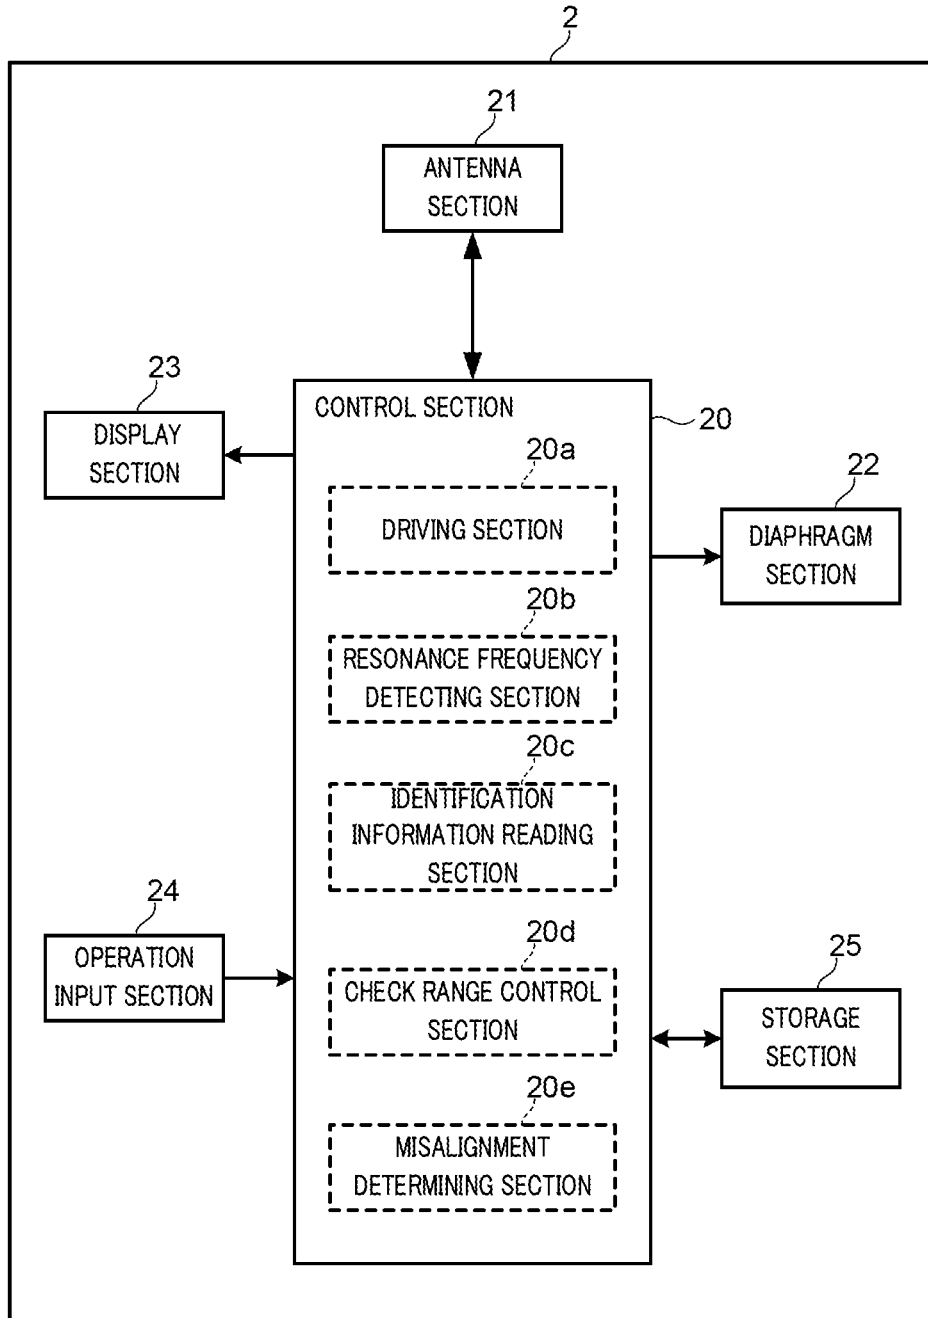 2
21
ANTENNA
SECTION
23
DISPLAY
SECTION
CONTROL SECTION
20
20a
DRIVING SECTION
22
DIAPHRAGM
SECTION
20b
RESONANCE FREQUENCY
DETECTING SECTION
20c
IDENTIFICATION
INFORMATION READING
SECTION
24
OPERATION
INPUT SECTION
20d
CHECK RANGE CONTROL
SECTION
25
STORAGE
SECTION
20e
MISALIGNMENT
DETERMINING SECTION